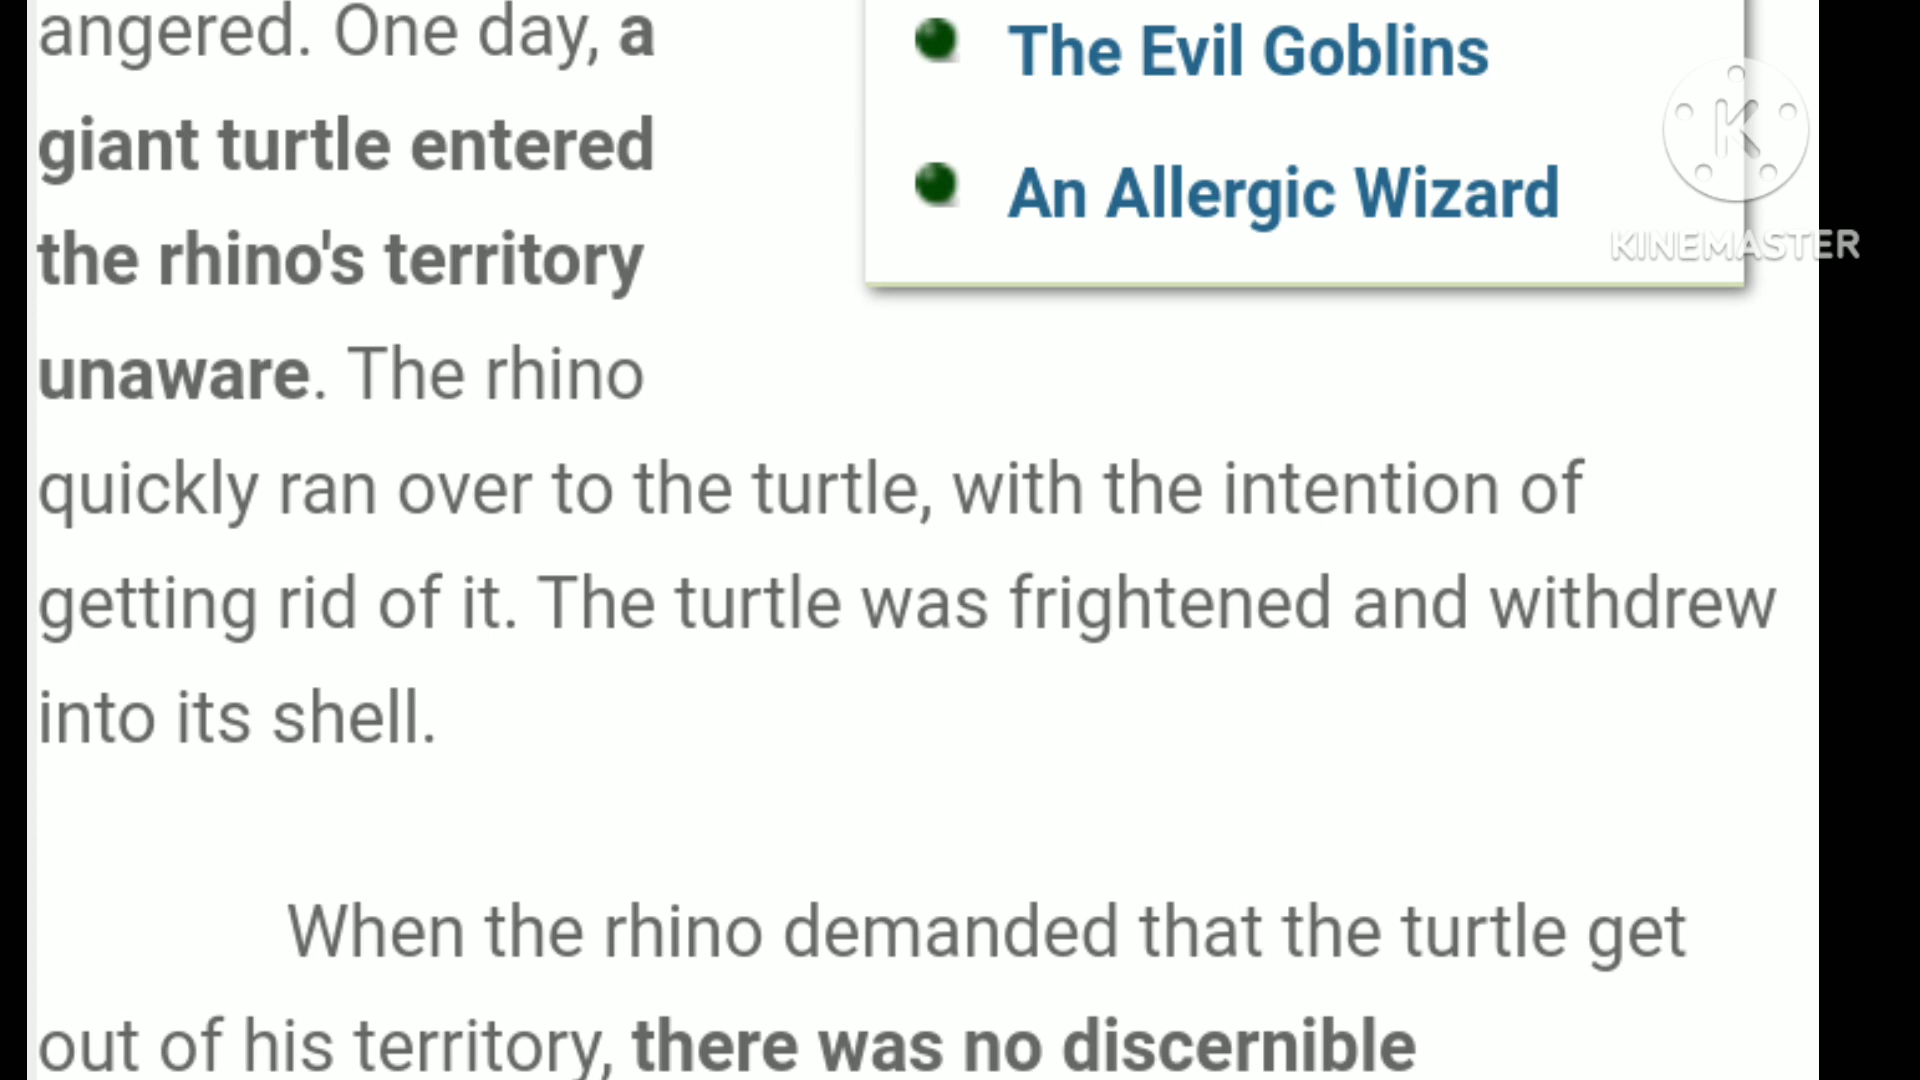 angered. One day, a
giant turtle entered
the rhino's territory
unaware. The rhino
quickly ran over to the turtle, with the intention of
getting rid of it. The turtle was frightened and withdrew
into its shell.
When the rhino demanded that the turtle get
out of his territory, there was no discernible
The Evil Goblins
An Allergic Wizard
K
KINEMASTER